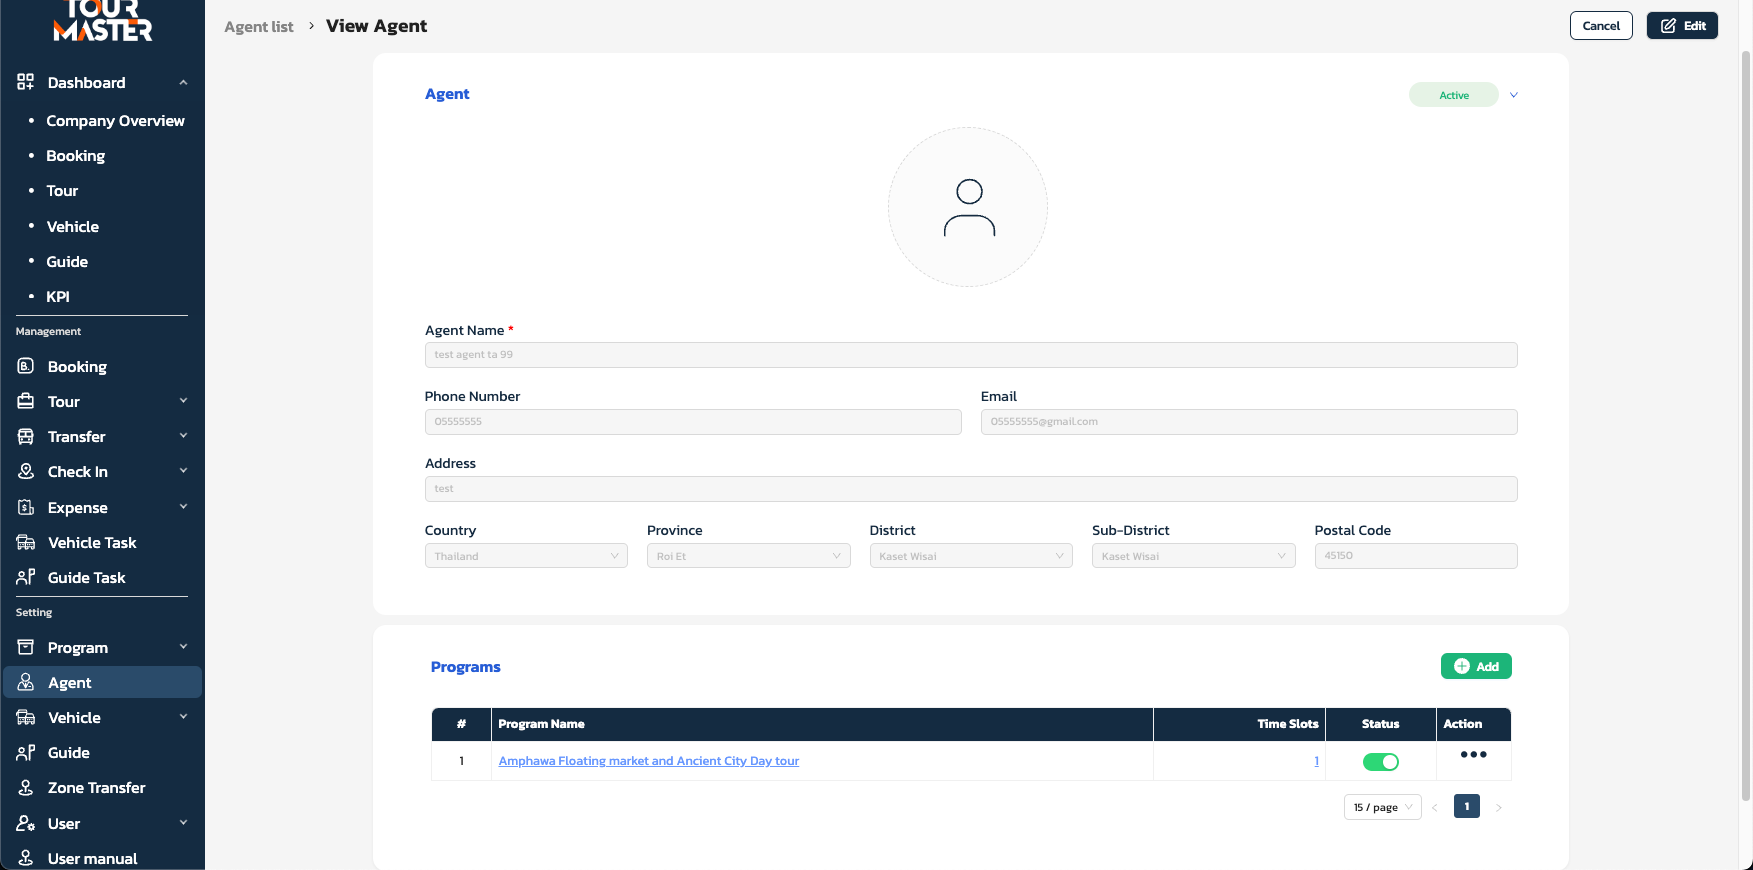 TOUR
MASTER
Dashboard
Company Overview
Booking
Tour
Vehicle
Guide
KPI
Management
Booking
Tour
Transfer
Check In
Expense
Vehicle Task
Guide Task
Setting
Program
Agent
Vehicle
Guide
Zone Transfer
User
User manual
Agent list > View Agent
Cancel
Edit
Agent
Active
Agent Name *
test agent ta 99
Phone Number Email
05555555 05555555@gmail.com
Address
test
Country Province District Sub-District Postal Code
Thailand Roi Et Kaset Wisai Kaset Wisai 45150
Programs
Add
# Program Name Time Slots Status Action
1 Amphawa Floating market and Ancient City Day tour 1 •••
15 / page < 1 >